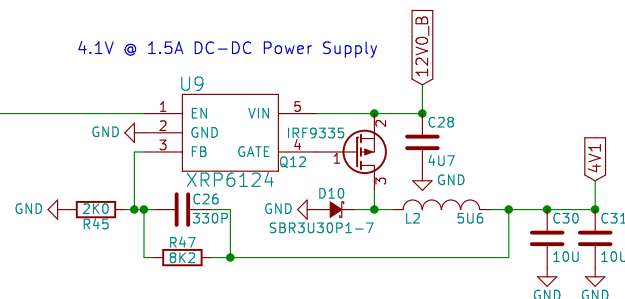 4.1V @ 1.5A DC-DC Power Supply
12V0_B
U9
1 EN VIN 5
GND 2 GND
3 FB GATE 4
XRP6124
IRF9335
Q12
1
2
3
C28
4U7
GND
4V1
GND 2K0
R45
C26
330P
R47
8K2
D10
GND
SBR3U30P1-7
L2 5U6
C30
10U
GND
C31
10U
GND